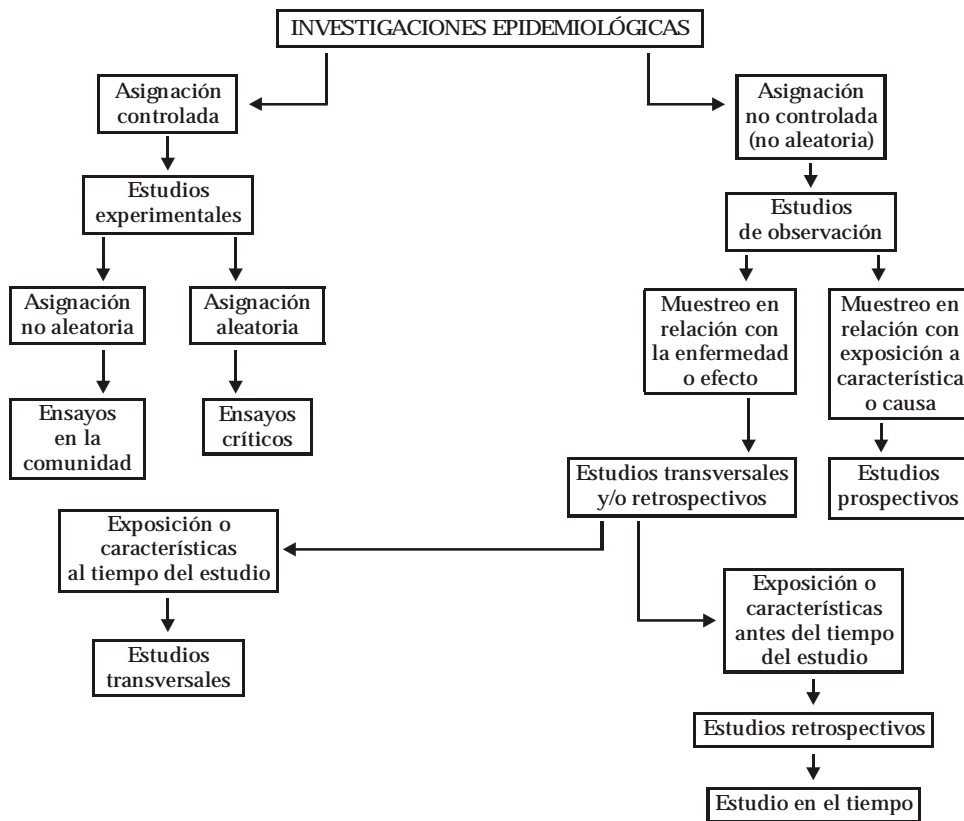 INVESTIGACIONES EPIDEMIOLÓGICAS
Asignación
controlada
Asignación
no controlada
(no aleatoria)
Estudios
experimentales
Estudios
de observación
Asignación
no aleatoria
Asignación
aleatoria
Muestreo en
relación con
la enfermedad
o efecto
Muestreo en
relación con
exposición a
característica
o causa
Ensayos
en la
comunidad
Ensayos
críticos
Estudios transversales
y/o retrospectivos
Estudios
prospectivos
Exposición o
características
al tiempo del estudio
Exposición o
características
antes del tiempo
del estudio
Estudios
transversales
Estudios retrospectivos
Estudio en el tiempo